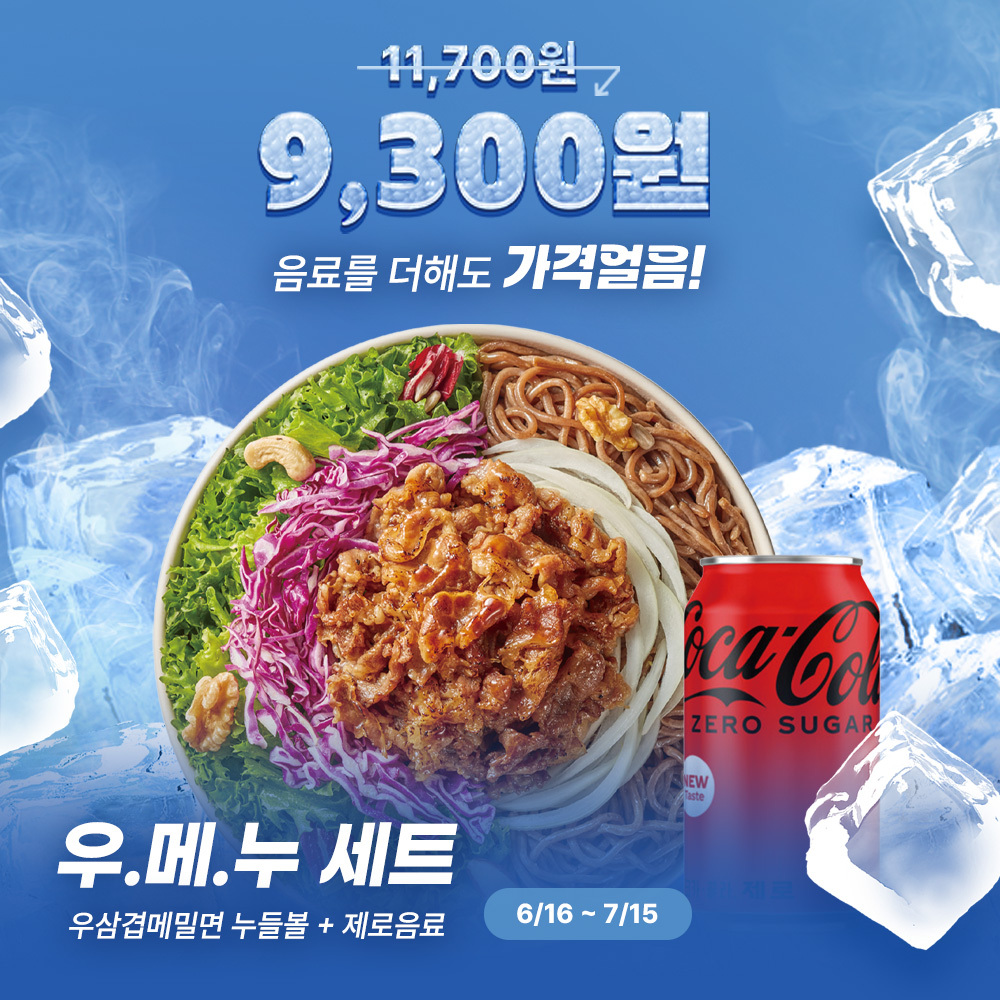 11,700원
9,300원
음료를 더해도 가격얼음!
Coca-Cola
ZERO SUGAR
NEW
Taste
제로
우.메.누 세트
우삼겹메밀면 누들볼 + 제로음료
6/16 ~ 7/15